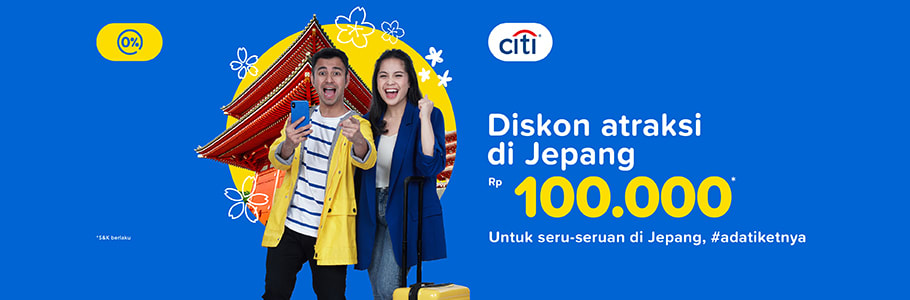 0%
citi
Diskon atraksi
di Jepang
Rp 100.000*
Untuk seru-seruan di Jepang, #adatiketnya
*S&K berlaku